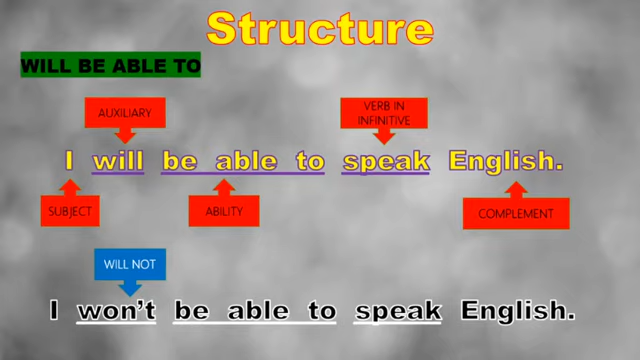 Structure
WILL BE ABLE TO
AUXILIARY
VERB IN
INFINITIVE
I will be able to speak English.
SUBJECT
ABILITY
COMPLEMENT
WILL NOT
I won't be able to speak English.